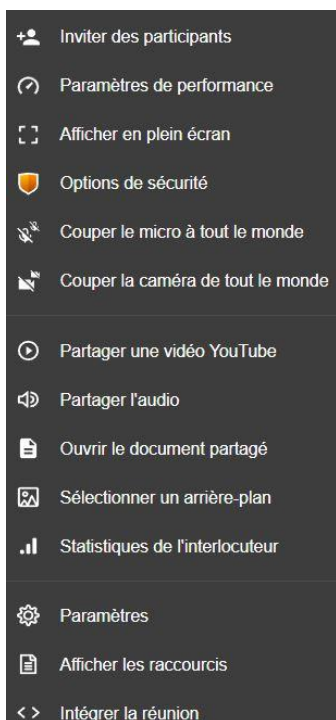 Inviter des participants
Paramètres de performance
Afficher en plein écran
Options de sécurité
Couper le micro à tout le monde
Couper la caméra de tout le monde
Partager une vidéo YouTube
Partager l'audio
Ouvrir le document partagé
Sélectionner un arrière-plan
Statistiques de l'interlocuteur
Paramètres
Afficher les raccourcis
Intégrer la réunion